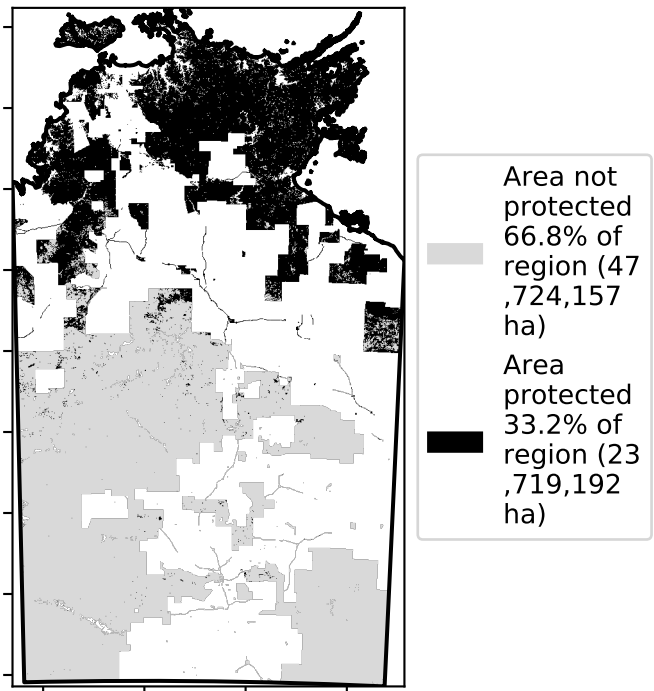 Area not
protected
66.8% of
region (47
,724,157
ha)
Area
protected
33.2% of
region (23
,719,192
ha)